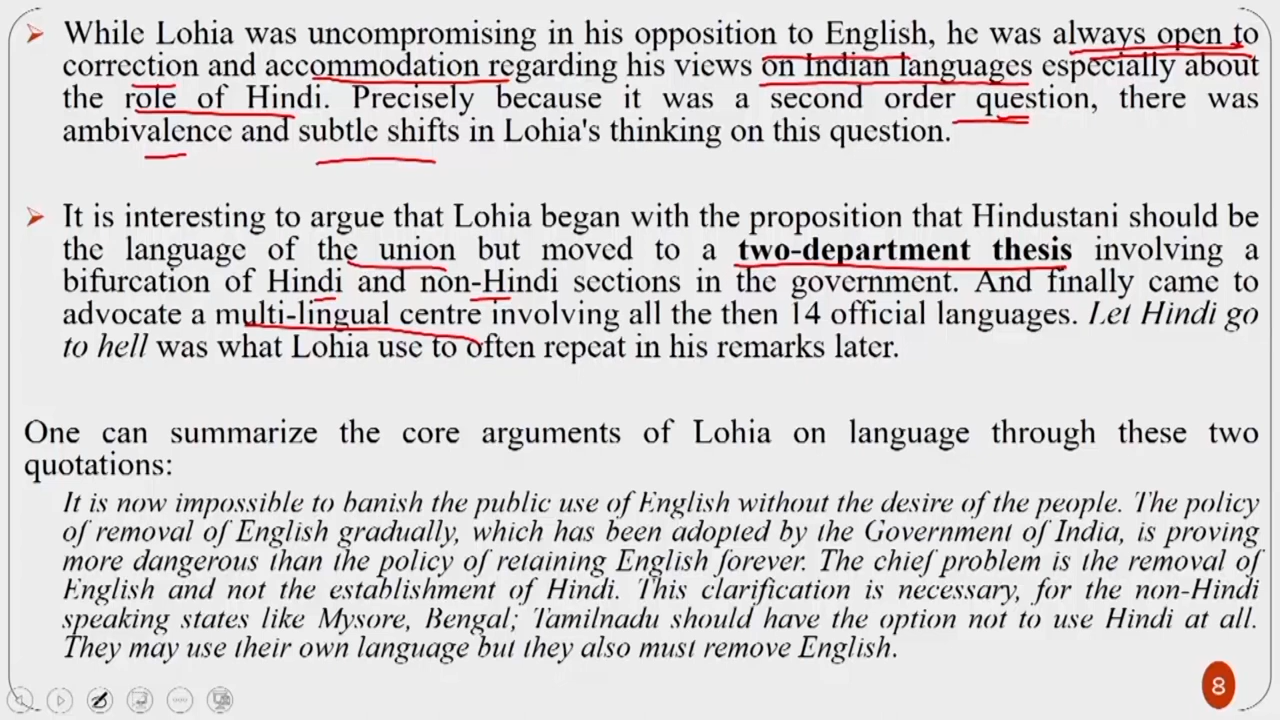 While Lohia was uncompromising in his opposition to English, he was always open to
correction and accommodation regarding his views on Indian languages especially about
the role of Hindi. Precisely because it was a second order question, there was
ambivalence and subtle shifts in Lohia's thinking on this question.
It is interesting to argue that Lohia began with the proposition that Hindustani should be
the language of the union but moved to a two-department thesis involving a
bifurcation of Hindi and non-Hindi sections in the government. And finally came to
advocate a multi-lingual centre involving all the then 14 official languages. Let Hindi go
to hell was what Lohia use to often repeat in his remarks later.
One can summarize the core arguments of Lohia on language through these two
quotations:
It is now impossible to banish the public use of English without the desire of the people. The policy
of removal of English gradually, which has been adopted by the Government of India, is proving
more dangerous than the policy of retaining English forever. The chief problem is the removal of
English and not the establishment of Hindi. This clarification is necessary, for the non-Hindi
speaking states like Mysore, Bengal; Tamilnadu should have the option not to use Hindi at all.
They may use their own language but they also must remove English.
8